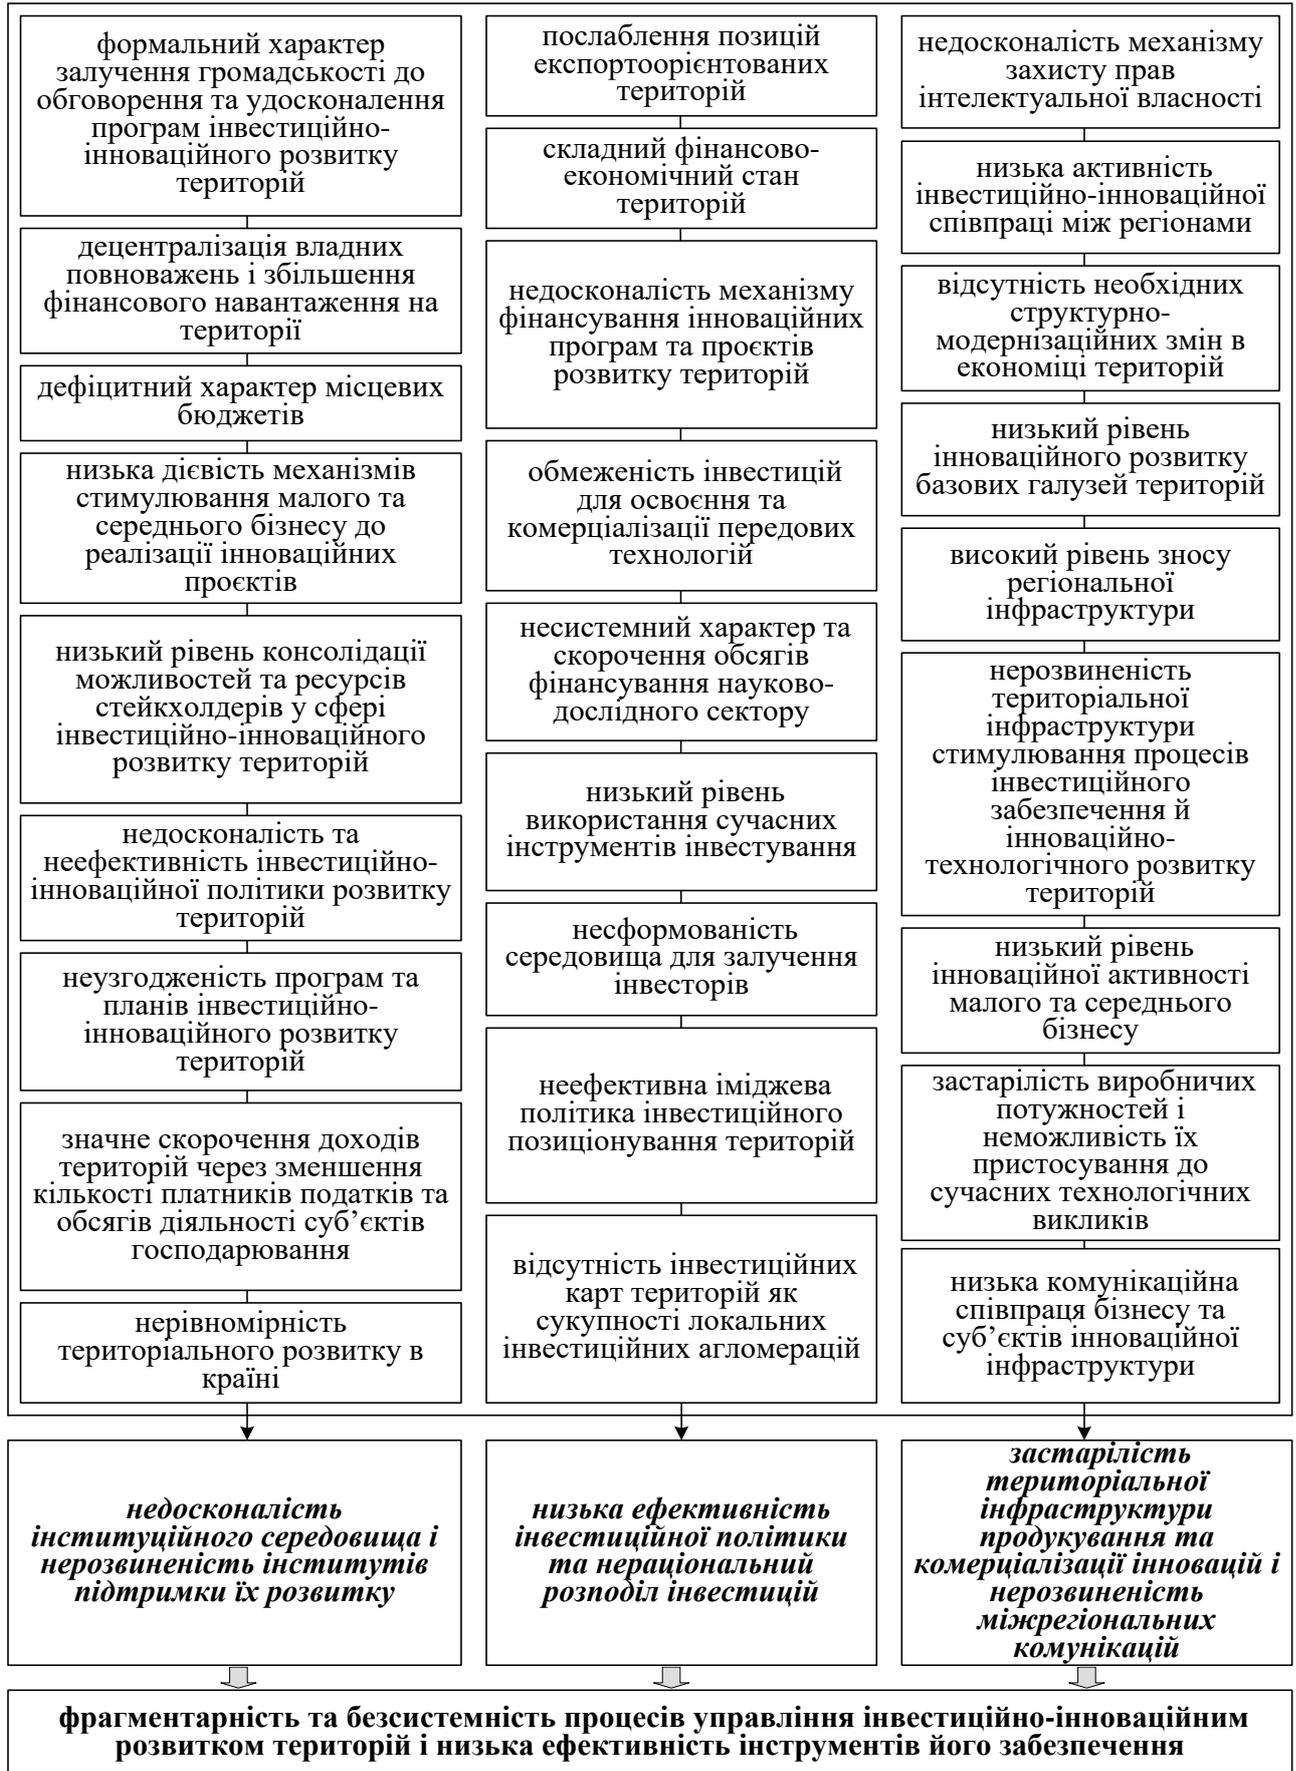 формальний характер
залучення громадськості до
обговорення та удосконалення
програм інвестиційно-
інноваційного розвитку
територій
децентралізація владних
повноважень і збільшення
фінансового навантаження на
території
дефіцитний характер місцевих
бюджетів
низька дієвість механізмів
стимулювання малого та
середнього бізнесу до
реалізації інноваційних
проєктів
низький рівень консолідації
можливостей та ресурсів
стейкхолдерів у сфері
інвестиційно-інноваційного
розвитку територій
недосконалість та
неефективність інвестиційно-
інноваційної політики розвитку
територій
неузгодженість програм та
планів інвестиційно-
інноваційного розвитку
територій
значне скорочення доходів
територій через зменшення
кількості платників податків та
обсягів діяльності суб’єктів
господарювання
нерівномірність
територіального розвитку в
країні
послаблення позицій
експортоорієнтованих
територій
складний фінансово-
економічний стан
територій
недосконалість механізму
фінансування інноваційних
програм та проєктів
розвитку територій
обмеженість інвестицій
для освоєння та
комерціалізації передових
технологій
несистемний характер та
скорочення обсягів
фінансування науково-
дослідного сектору
низький рівень
використання сучасних
інструментів інвестування
несформованість
середовища для залучення
інвесторів
неефективна іміджева
політика інвестиційного
позиціонування територій
відсутність інвестиційних
карт територій як
сукупності локальних
інвестиційних агломерацій
недосконалість механізму
захисту прав
інтелектуальної власності
низька активність
інвестиційно-інноваційної
співпраці між регіонами
відсутність необхідних
структурно-
модернізаційних змін в
економіці територій
низький рівень
інноваційного розвитку
базових галузей територій
високий рівень зносу
регіональної
інфраструктури
нерозвиненість
територіальної
інфраструктури
стимулювання процесів
інвестиційного
забезпечення й
інноваційно-
технологічного розвитку
територій
низький рівень
інноваційної активності
малого та середнього
бізнесу
застарілість виробничих
потужностей і
неможливість їх
пристосування до
сучасних технологічних
викликів
низька комунікаційна
співпраця бізнесу та
суб’єктів інноваційної
інфраструктури
недосконалість
інституційного середовища і
нерозвиненість інститутів
підтримки їх розвитку
низька ефективність
інвестиційної політики
та нераціональний
розподіл інвестицій
застарілість
територіальної
інфраструктури
продукування та
комерціалізації інновацій і
нерозвиненість
міжрегіональних
комунікацій
фрагментарність та безсистемність процесів управління інвестиційно-інноваційним
розвитком територій і низька ефективність інструментів його забезпечення